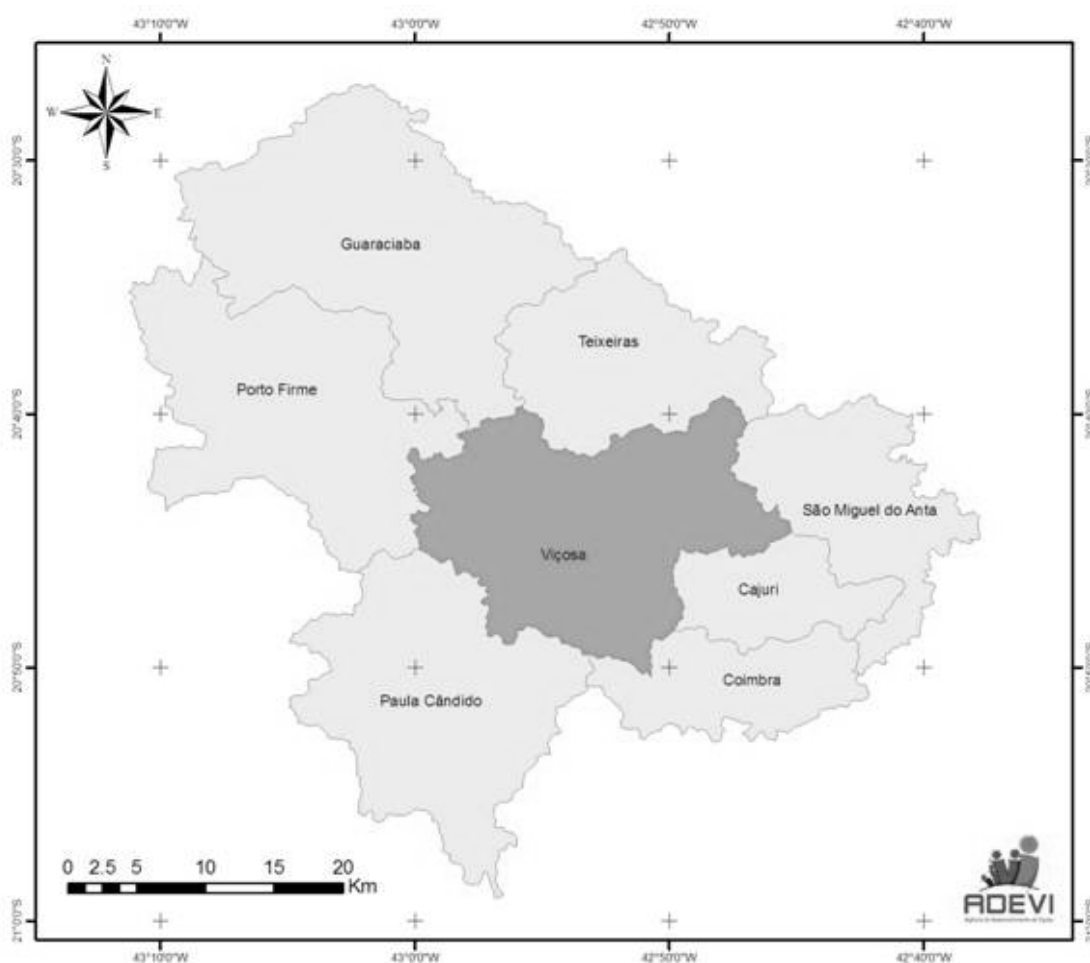 43°10'0"W 43°0'0"W 42°50'0"W 42°40'0"W
N
W E
S
20°30'0"S
Guaraciaba
Teixeiras
Porto Firme
20°40'0"S
São Miguel do Anta
Viçosa
Cajuri
20°50'0"S
Coimbra
Paula Cândido
0 2.5 5 10 15 20
Km
ADEVI
21°0'0"S
43°10'0"W 43°0'0"W 42°50'0"W 42°40'0"W